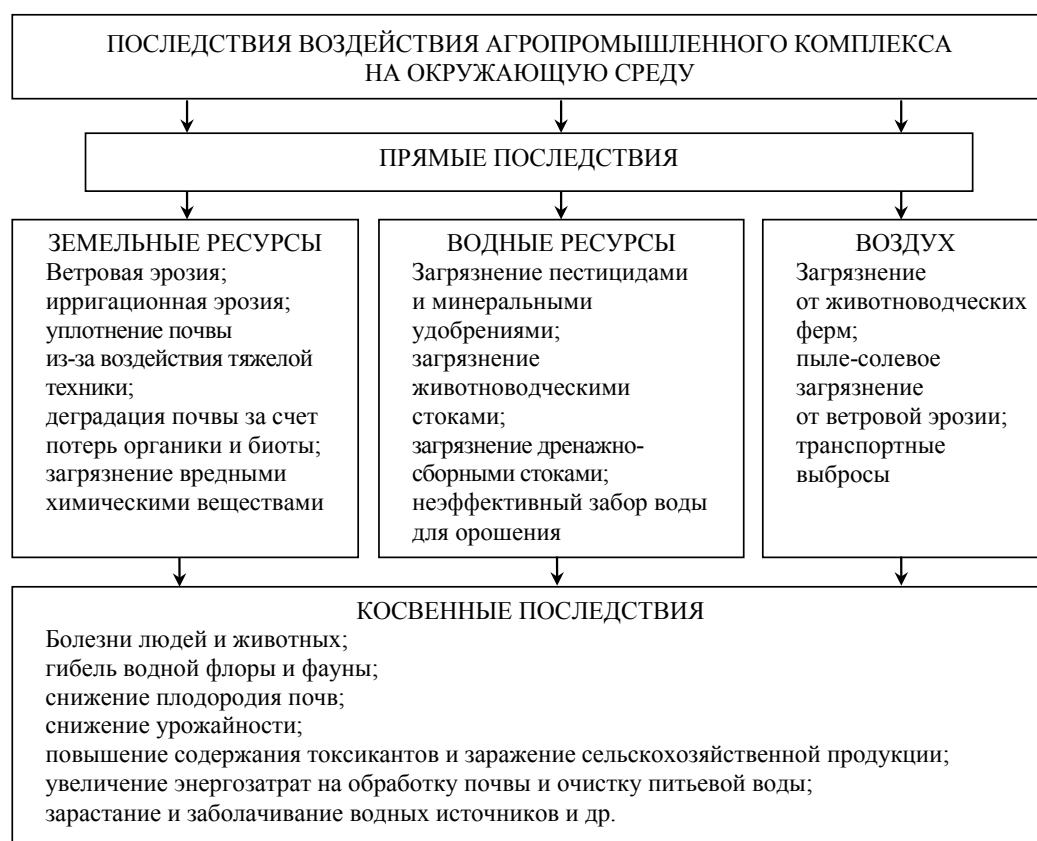 ПОСЛЕДСТВИЯ ВОЗДЕЙСТВИЯ АГРОПРОМЫШЛЕННОГО КОМПЛЕКСА
НА ОКРУЖАЮЩУЮ СРЕДУ
ПРЯМЫЕ ПОСЛЕДСТВИЯ
ЗЕМЕЛЬНЫЕ РЕСУРСЫ
Ветровая эрозия;
ирригационная эрозия;
уплотнение почвы
из-за воздействия тяжелой
техники;
деградация почвы за счет
потерь органики и биоты;
загрязнение вредными
химическими веществами
ВОДНЫЕ РЕСУРСЫ
Загрязнение пестицидами
и минеральными
удобрениями;
загрязнение
животноводческими
стоками;
загрязнение дренажно-
сборными стоками;
неэффективный забор воды
для орошения
ВОЗДУХ
Загрязнение
от животноводческих
ферм;
пыле-солевое
загрязнение
от ветровой эрозии;
транспортные
выбросы
КОСВЕННЫЕ ПОСЛЕДСТВИЯ
Болезни людей и животных;
гибель водной флоры и фауны;
снижение плодородия почв;
снижение урожайности;
повышение содержания токсикантов и заражение сельскохозяйственной продукции;
увеличение энергозатрат на обработку почвы и очистку питьевой воды;
зарастание и заболачивание водных источников и др.